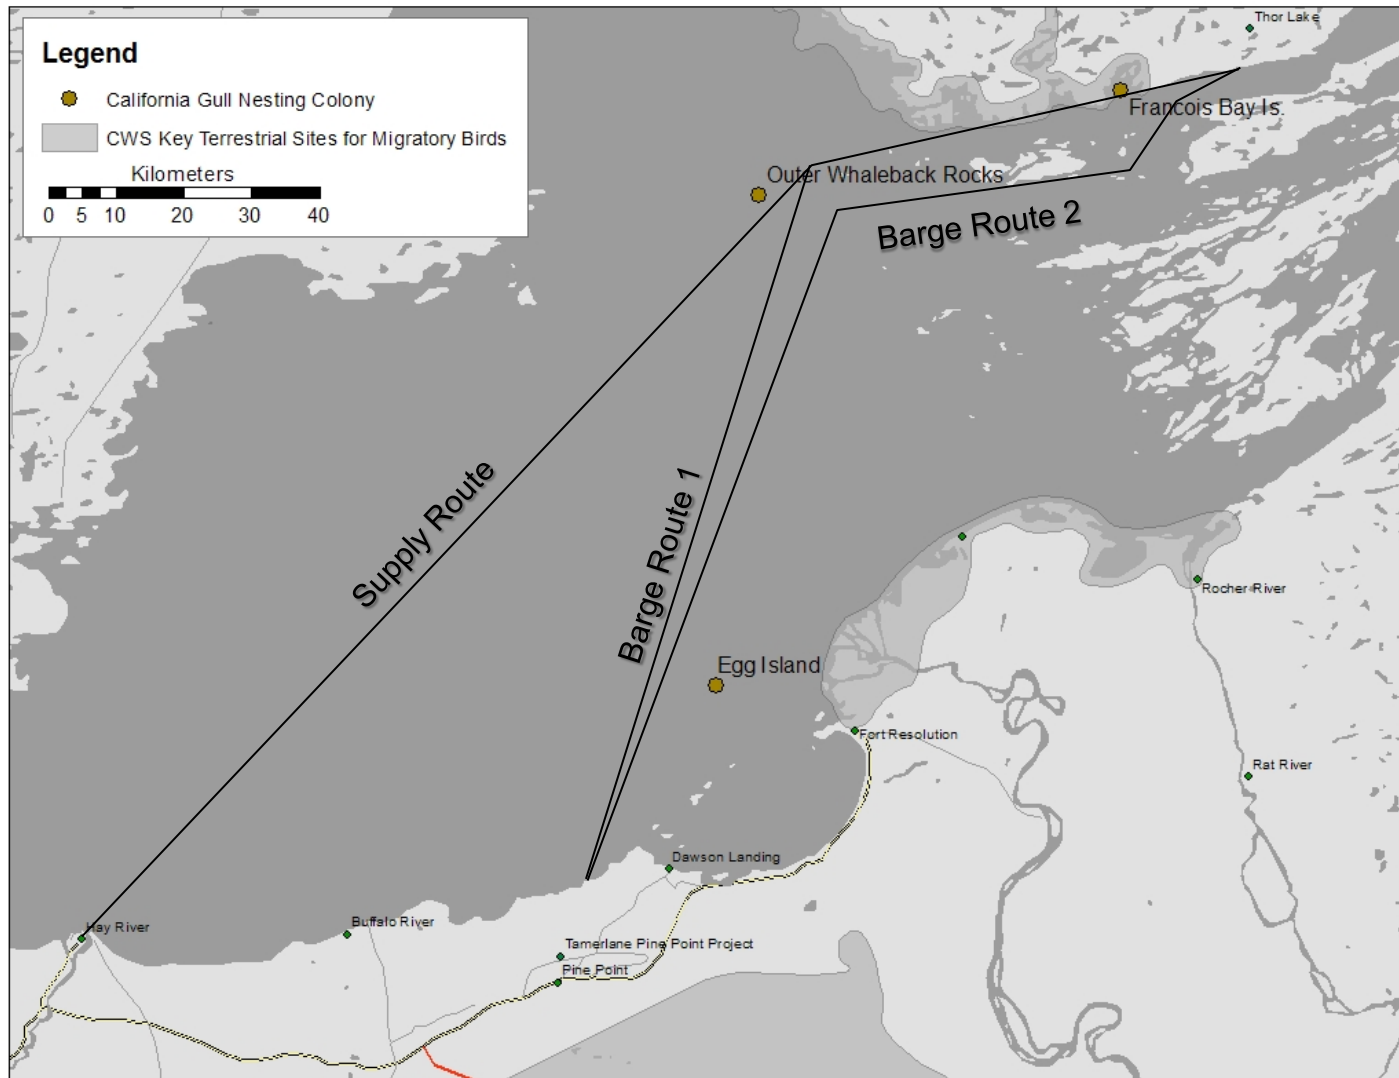 Legend
California Gull Nesting Colony
CWS Key Terrestrial Sites for Migratory Birds
Kilometers
0 5 10 20 30 40
Thor Lake
Francois Bay Is.
Outer Whaleback Rocks
Barge Route 2
Supply Route
Barge Route 1
Rocher River
Egg Island
Fort Resolution
Rat River
Dawson Landing
Hay River
Buffalo River
Tamerlane Pine Point Project
Pine Point